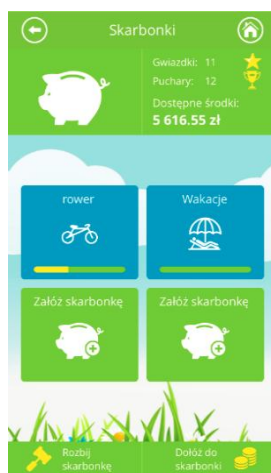 Skarbonki
Gwiazdki: 11
Puchary: 12
Dostępne środki:
5 616.55 zł
rower
Wakacje
Załóż skarbonkę
Załóż skarbonkę
Rozbij
skarbonkę
Dołóż do
skarbonki